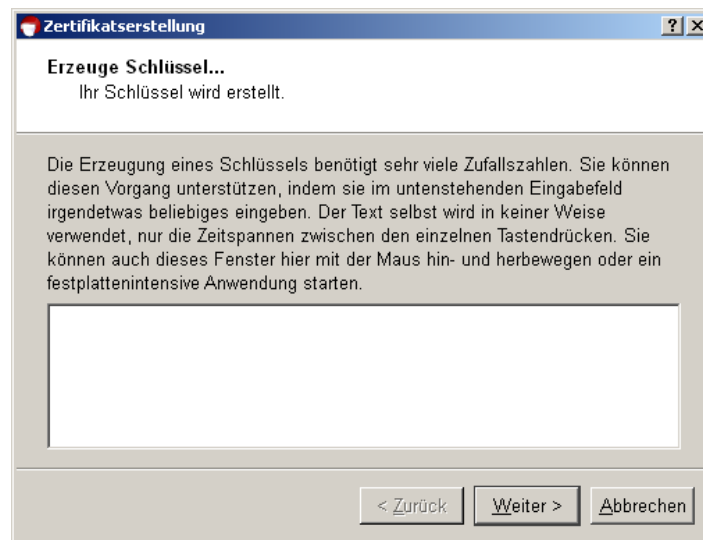 Zertifikatserstellung
Erzeuge Schlüssel...
Ihr Schlüssel wird erstellt.
Die Erzeugung eines Schlüssels benötigt sehr viele Zufallszahlen. Sie können
diesen Vorgang unterstützen, indem sie im untenstehenden Eingabefeld
irgendetwas beliebiges eingeben. Der Text selbst wird in keiner Weise
verwendet, nur die Zeitspannen zwischen den einzelnen Tastendrücken. Sie
können auch dieses Fenster hier mit der Maus hin- und herbewegen oder ein
festplattenintensive Anwendung starten.
< Zurück Weiter > Abbrechen